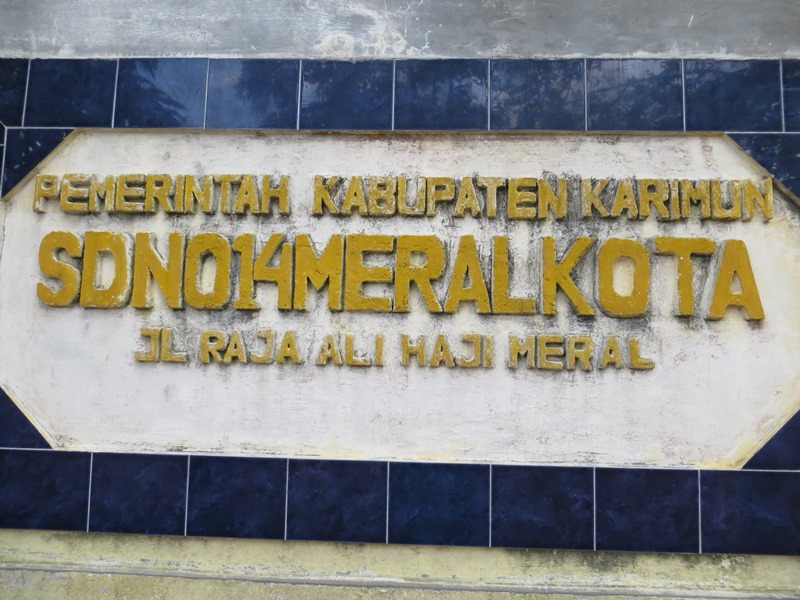 PEMERINTAH KABUPATEN KARIMUN
SDN014MERALKOTA
JL RAJA ALI HAJI MERAL